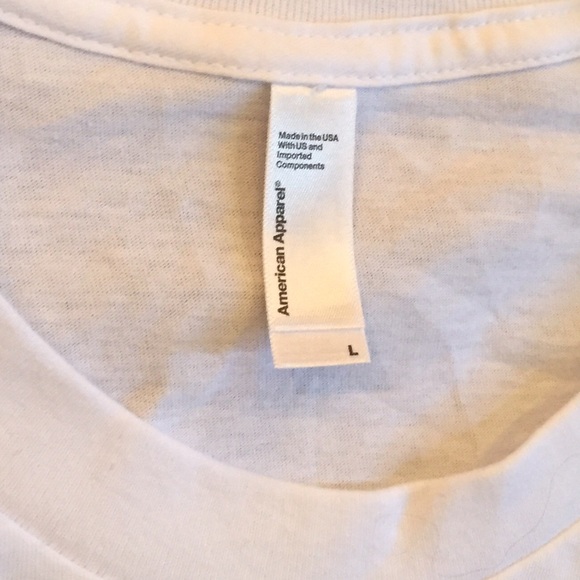 Made in the USA
With US and
Imported
Components
American Apparel®
L